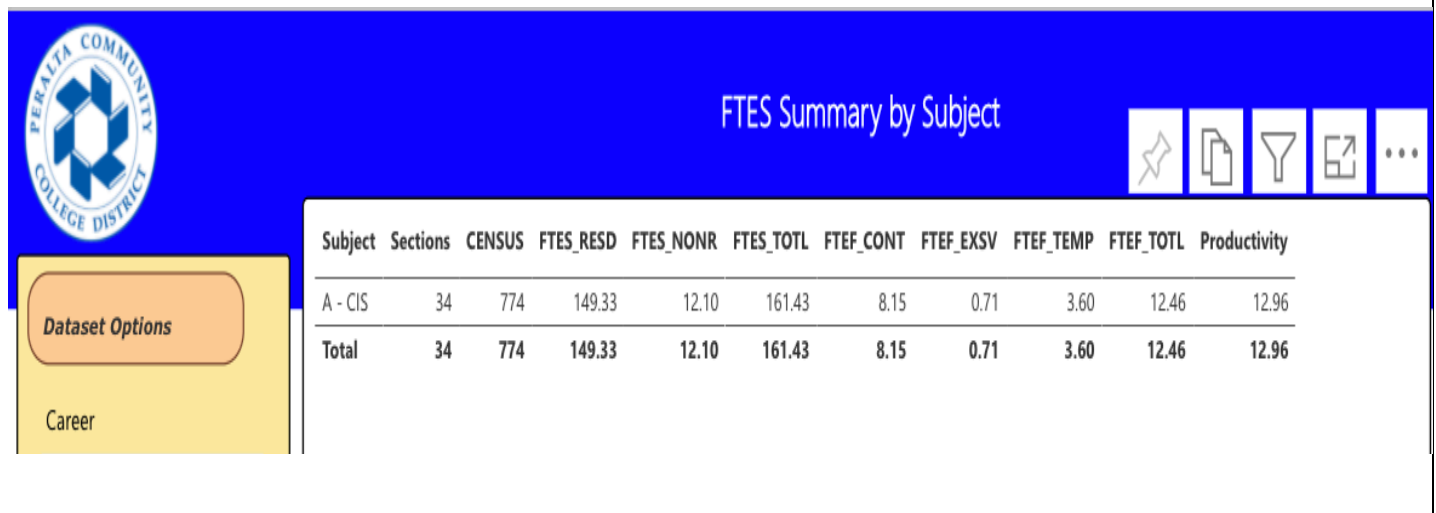 PERALTA COMMUNITY COLLEGE DISTRICT
FTES Summary by Subject
Subject Sections CENSUS FTES_RESD FTES_NONR FTES_TOTL FTEF_CONT FTEF_EXSV FTEF_TEMP FTEF_TOTL Productivity
A - CIS 34 774 149.33 12.10 161.43 8.15 0.71 3.60 12.46 12.96
Total 34 774 149.33 12.10 161.43 8.15 0.71 3.60 12.46 12.96
Dataset Options
Career